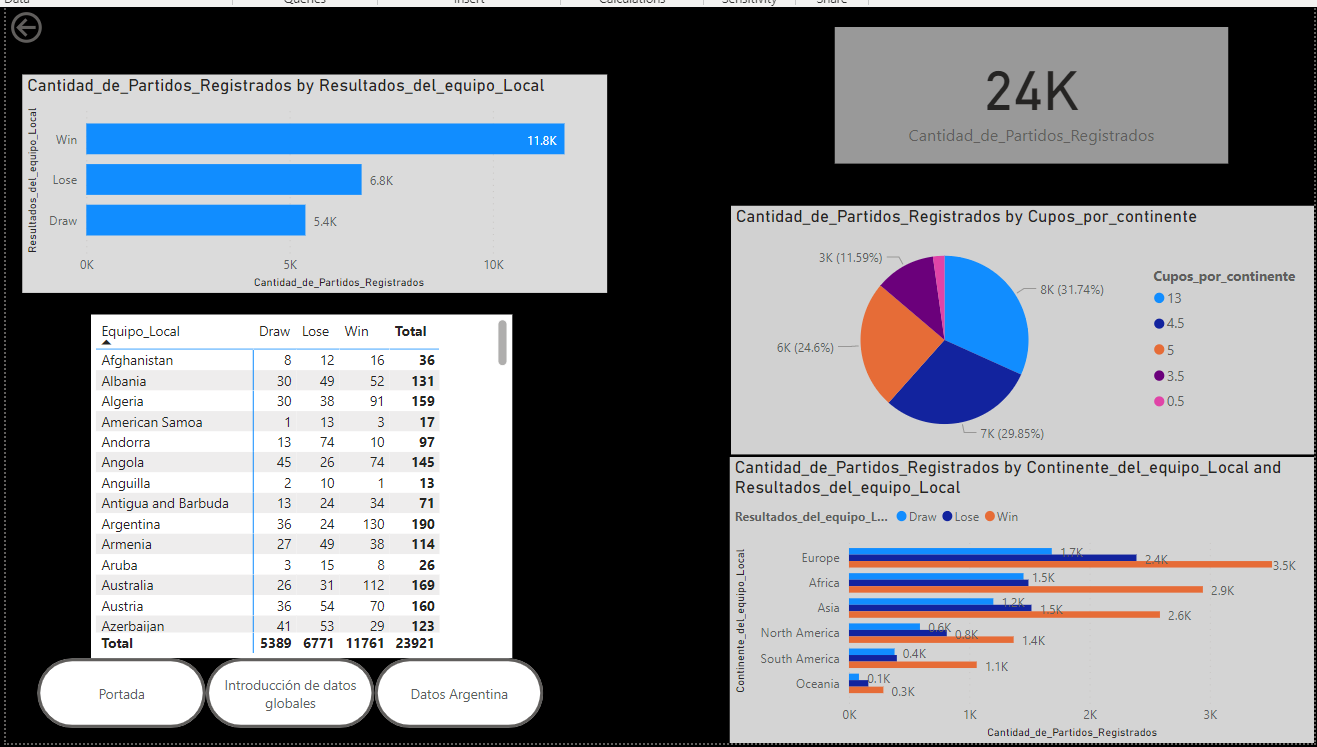 Data Queries Insert Calculations Sensitivity Share
Cantidad_de_Partidos_Registrados by Resultados_del_equipo_Local
Resultados_del_equipo_Local
Win 11.8K
Lose 6.8K
Draw 5.4K
0K 5K 10K
Cantidad_de_Partidos_Registrados
24K
Cantidad_de_Partidos_Registrados
Cantidad_de_Partidos_Registrados by Cupos_por_continente
3K (11.59%)
8K (31.74%)
6K (24.6%)
7K (29.85%)
Cupos_por_continente
13
4.5
5
3.5
0.5
Equipo_Local Draw Lose Win Total
Afghanistan 8 12 16 36
Albania 30 49 52 131
Algeria 30 38 91 159
American Samoa 1 13 3 17
Andorra 13 74 10 97
Angola 45 26 74 145
Anguilla 2 10 1 13
Antigua and Barbuda 13 24 34 71
Argentina 36 24 130 190
Armenia 27 49 38 114
Aruba 3 15 8 26
Australia 26 31 112 169
Austria 36 54 70 160
Azerbaijan 41 53 29 123
Total 5389 6771 11761 23921
Cantidad_de_Partidos_Registrados by Continente_del_equipo_Local and
Resultados_del_equipo_Local
Resultados_del_equipo_L... Draw Lose Win
Continente_del_equipo_Local
Europe 1.7K 2.4K 3.5K
Africa 1.5K 2.9K
Asia 1.2K 1.5K 2.6K
North America 0.6K 0.8K 1.4K
South America 0.4K 1.1K
Oceania 0.1K 0.3K
0K 1K 2K 3K
Cantidad_de_Partidos_Registrados
Portada
Introducción de datos
globales
Datos Argentina